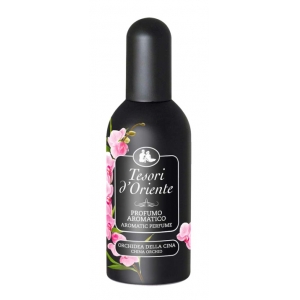 Tesori
d'Oriente
PROFUMO
AROMATICO
AROMATIC PERFUME
ORCHIDEA DELLA CINA
CHINA ORCHID